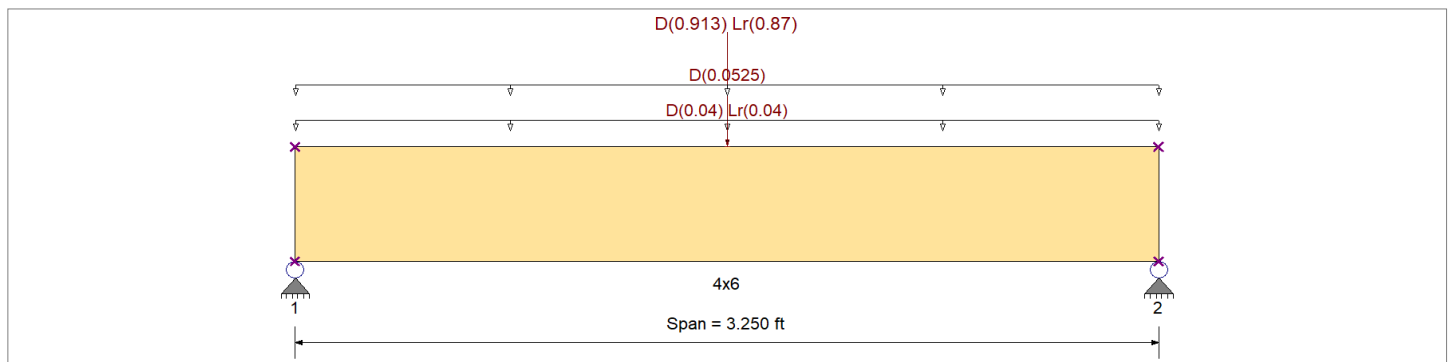 D(0.913) Lr(0.87)
D(0.0525)
D(0.04) Lr(0.04)
4x6
1
2
Span = 3.250 ft